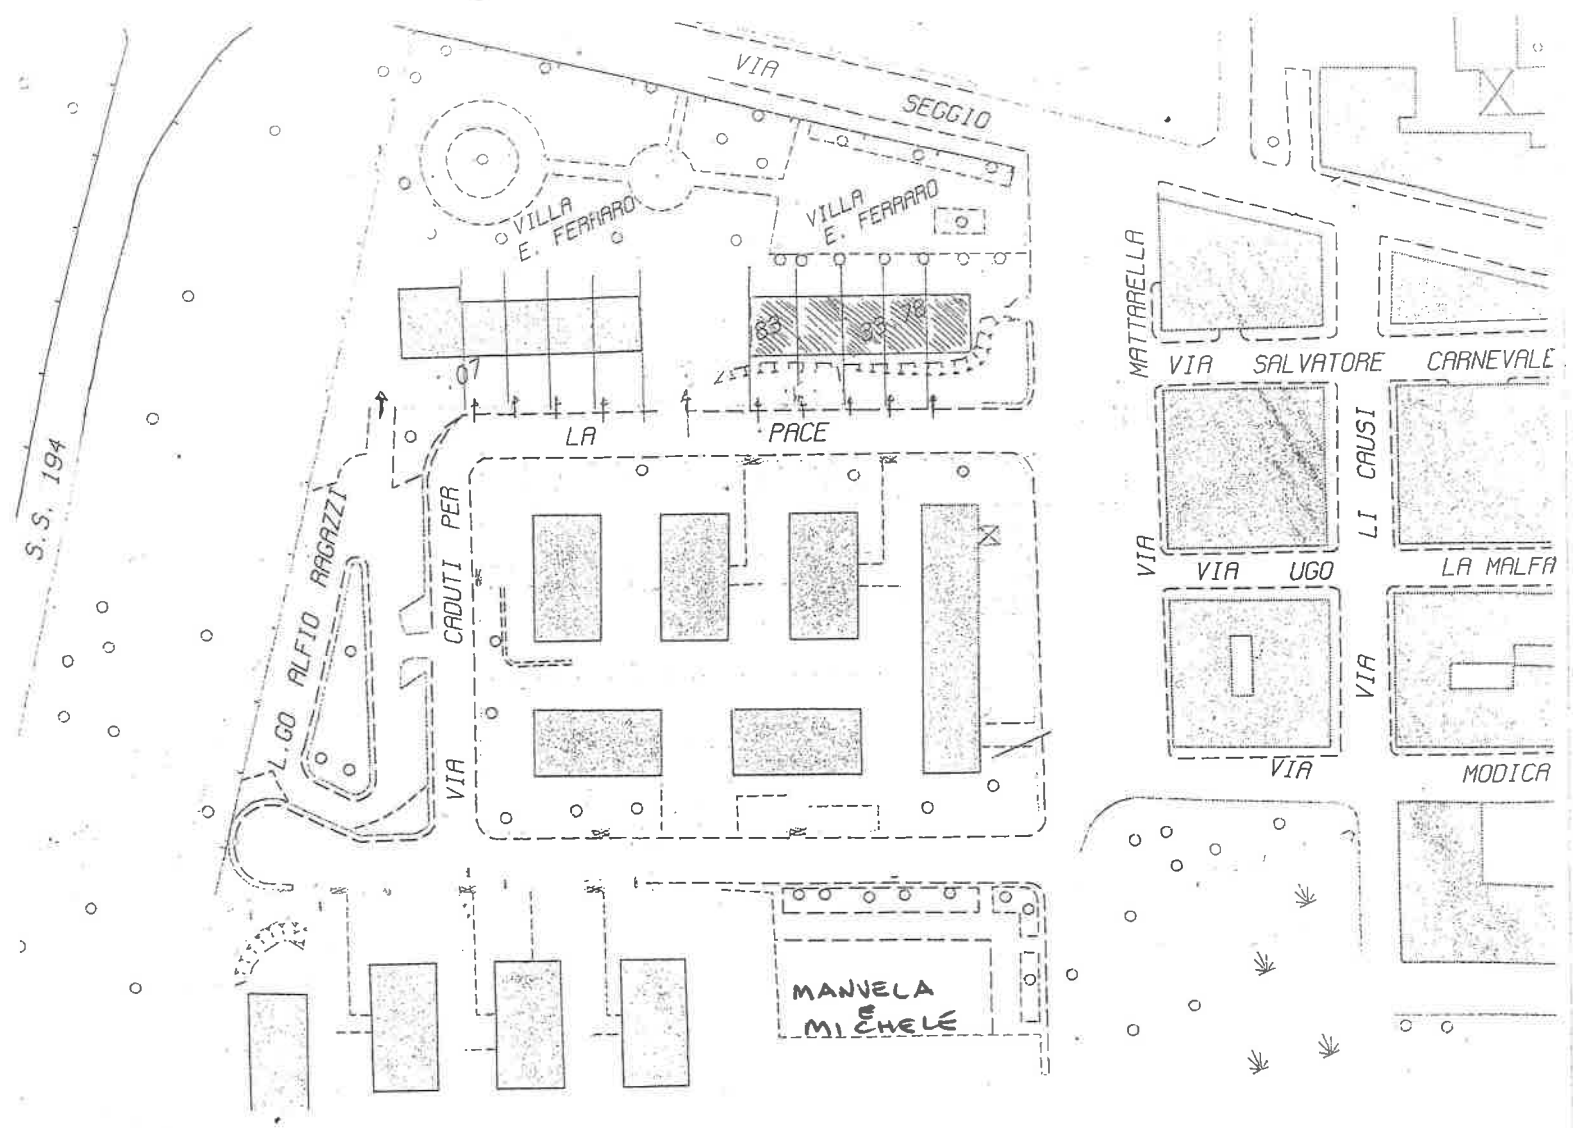 VIA SEGGIO
VILLA
E. FERRARO
VILLA
E. FERRARO
MATTARELLA
83
83
78
07
VIA SALVATORE CARNEVALE
LA PACE
S.S. 194
L.GO ALFIO RAGAZZI
VIA CADUTI PER
VIA
LI CAUSI
VIA UGO LA MALFA
VIA
VIA MODICA
MANUELA
E
MICHELE